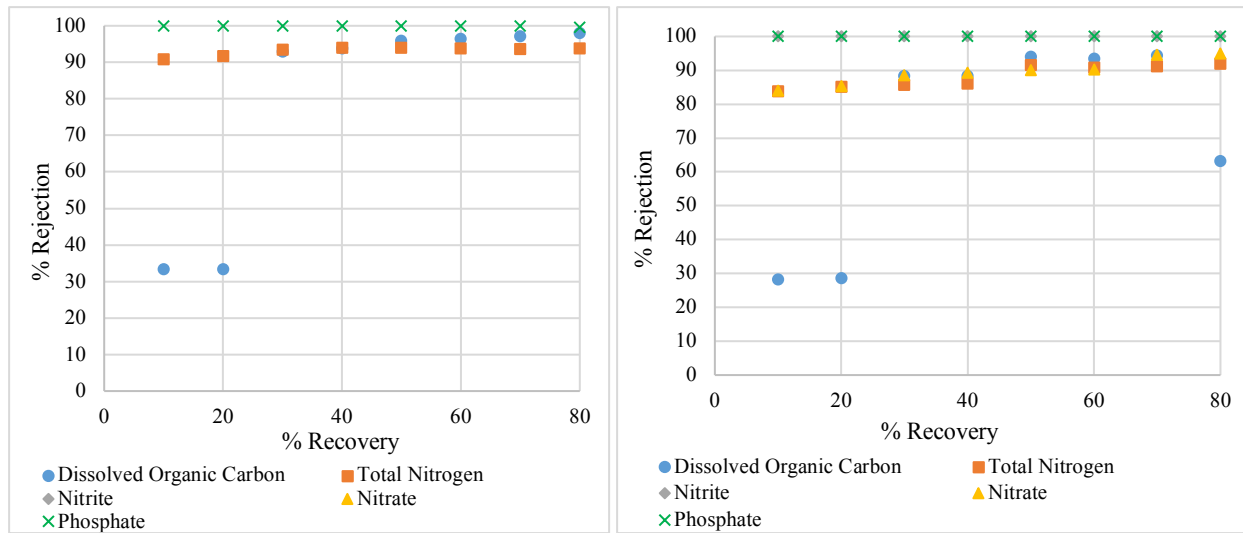 100
90
80
70
60
50
40
30
20
10
0
% Rejection
0 20 40 60 80
% Recovery
Dissolved Organic Carbon Total Nitrogen
Nitrite Nitrate
Phosphate
100
90
80
70
60
50
40
30
20
10
0
% Rejection
0 20 40 60 80
% Recovery
Dissolved Organic Carbon Total Nitrogen
Nitrite Nitrate
Phosphate